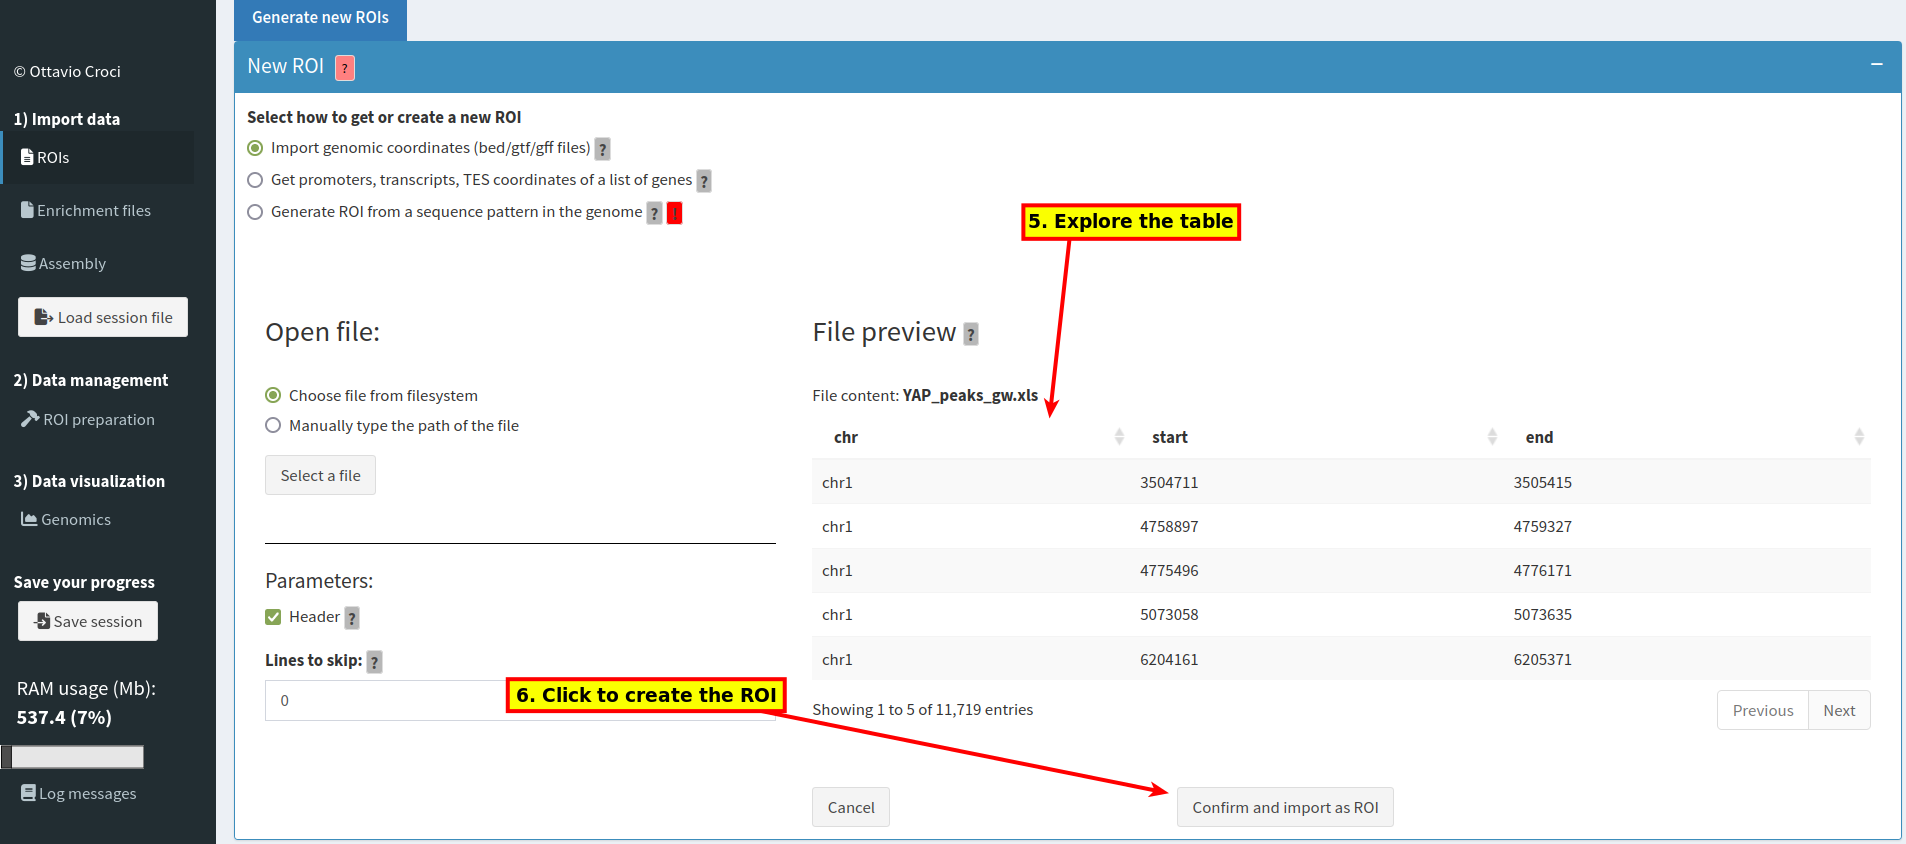 Generate new ROIs
© Ottavio Croci
1) Import data
ROIs
Enrichment files
Assembly
Load session file
2) Data management
ROI preparation
3) Data visualization
Genomics
Save your progress
Save session
RAM usage (Mb):
537.4 (7%)
Log messages
New ROI ?
Select how to get or create a new ROI
Import genomic coordinates (bed/gtf/gff files) ?
Get promoters, transcripts, TES coordinates of a list of genes ?
Generate ROI from a sequence pattern in the genome ? !
5. Explore the table
Open file:
Choose file from filesystem
Manually type the path of the file
Select a file
Parameters:
Header ?
Lines to skip: ?
0
6. Click to create the ROI
File preview ?
File content: YAP_peaks_gw.xls
chr start end
chr1 3504711 3505415
chr1 4758897 4759327
chr1 4775496 4776171
chr1 5073058 5073635
chr1 6204161 6205371
Showing 1 to 5 of 11,719 entries
Previous Next
Cancel
Confirm and import as ROI